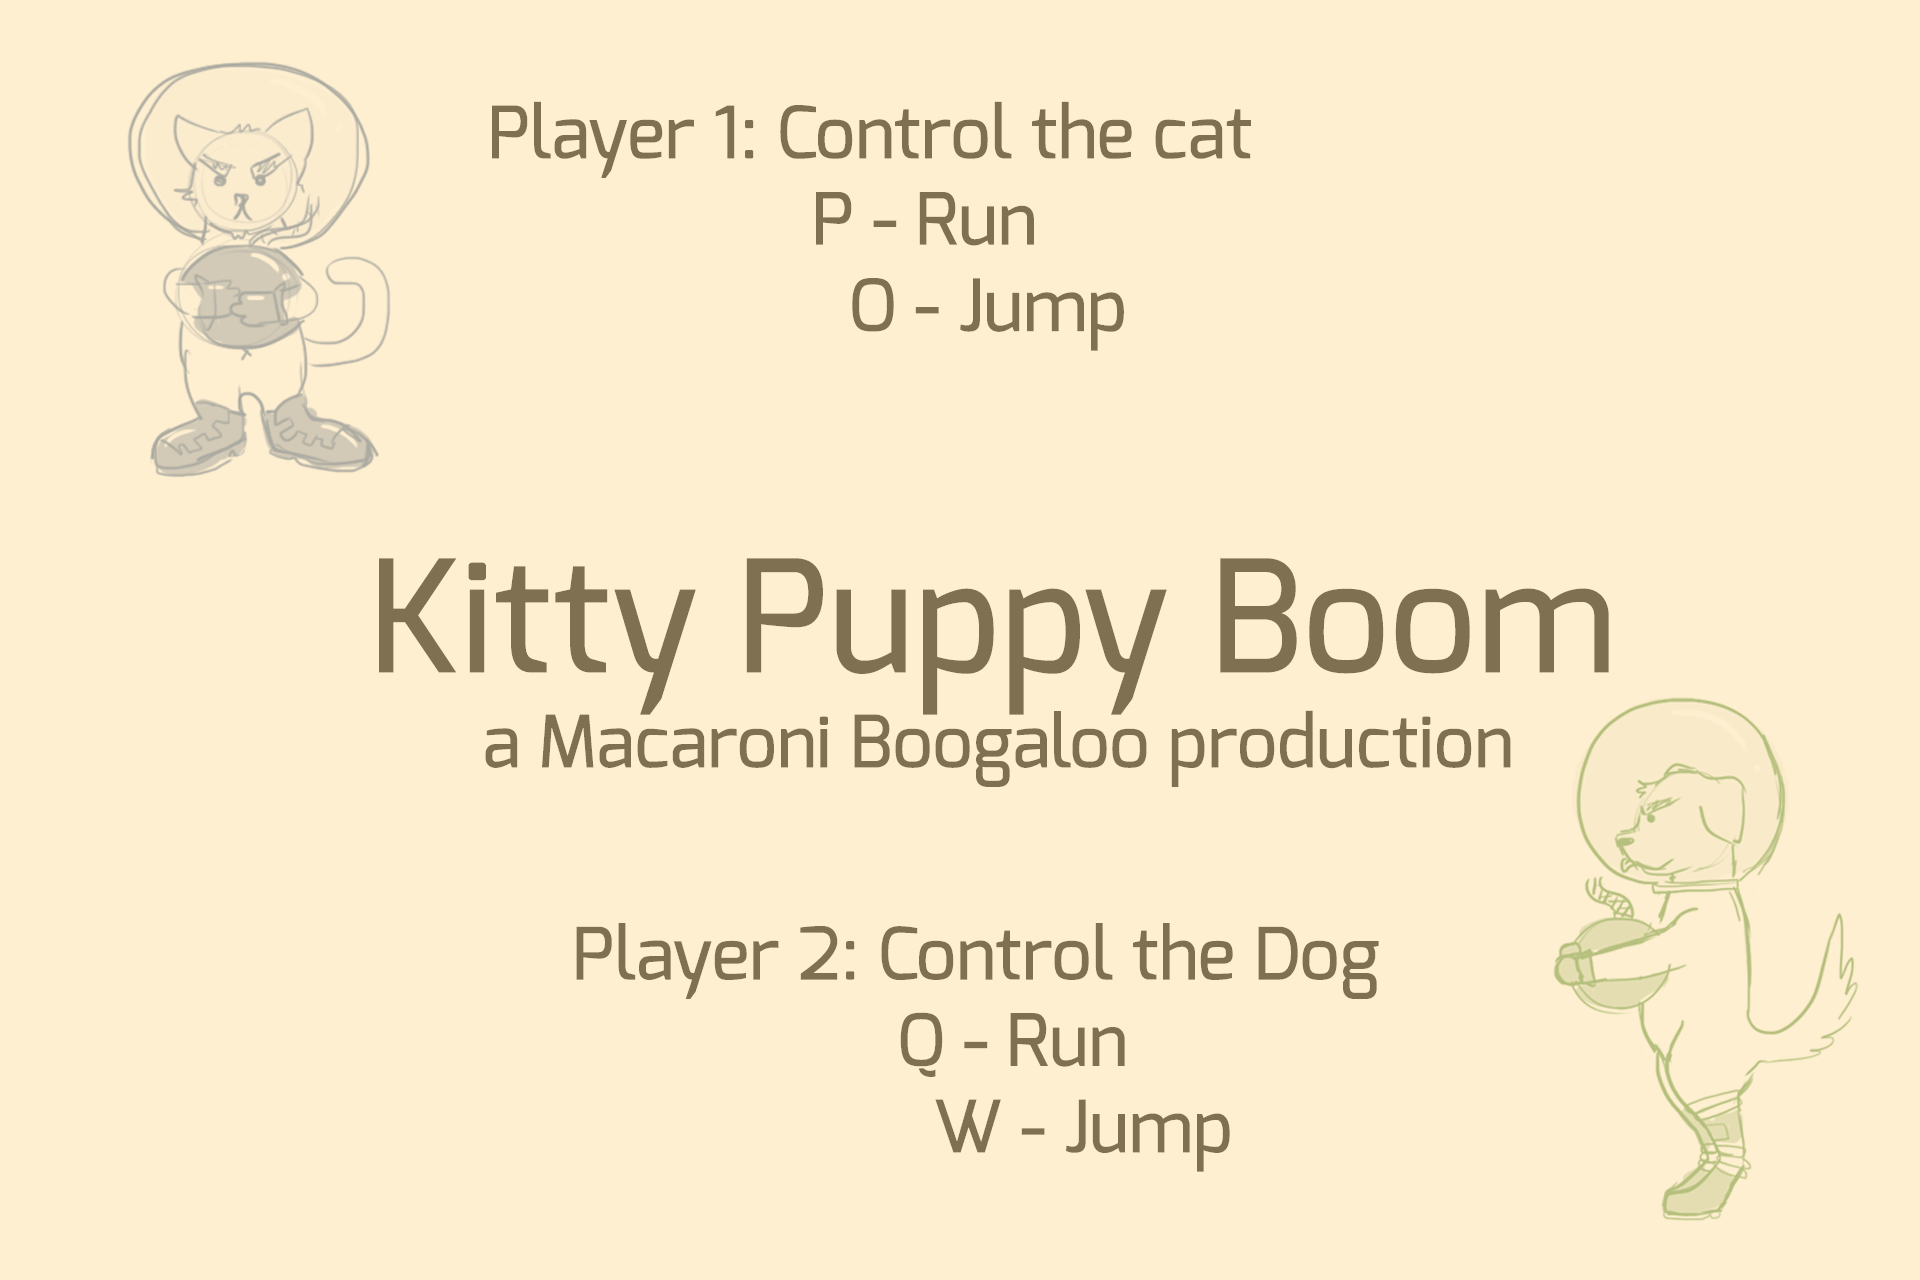 Player 1: Control the cat
P - Run
O - Jump
Kitty Puppy Boom
a Macaroni Boogaloo production
Player 2: Control the Dog
Q - Run
W - Jump